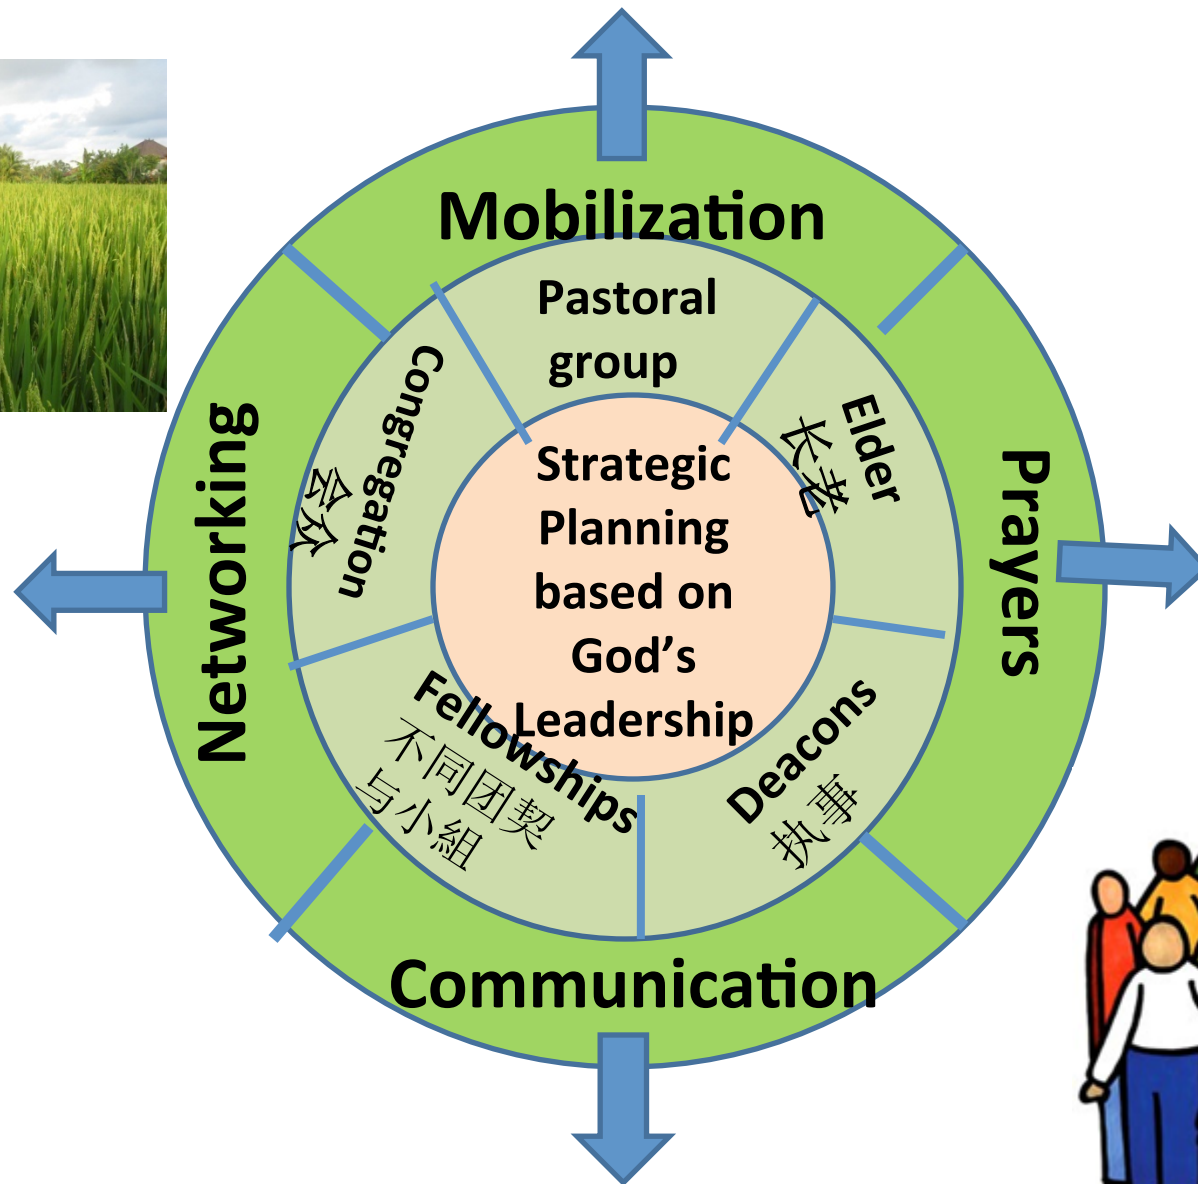 Mobilization
Pastoral
group
Elder
长老
Congregation
会众
Strategic
Planning
based on
God's
Leadership
Networking
Prayers
Fellowships
不同团契
与小組
Deacons
执事
Communication